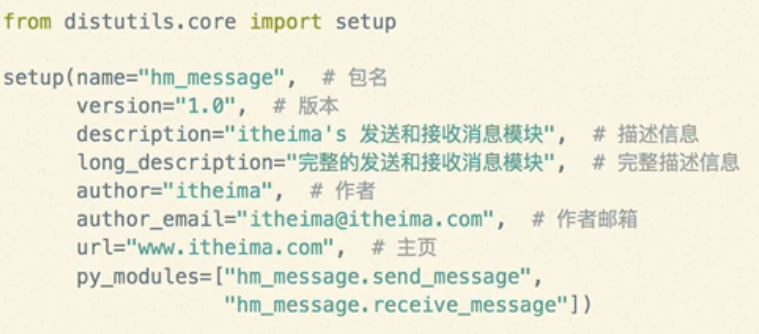 from distutils.core import setup
setup(name="hm_message",  # 包名
      version="1.0",  # 版本
      description="itheima's 发送和接收消息模块",  # 描述信息
      long_description="完整的发送和接收消息模块",  # 完整描述信息
      author="itheima",  # 作者
      author_email="itheima@itheima.com",  # 作者邮箱
      url="www.itheima.com",  # 主页
      py_modules=["hm_message.send_message",
                  "hm_message.receive_message"])